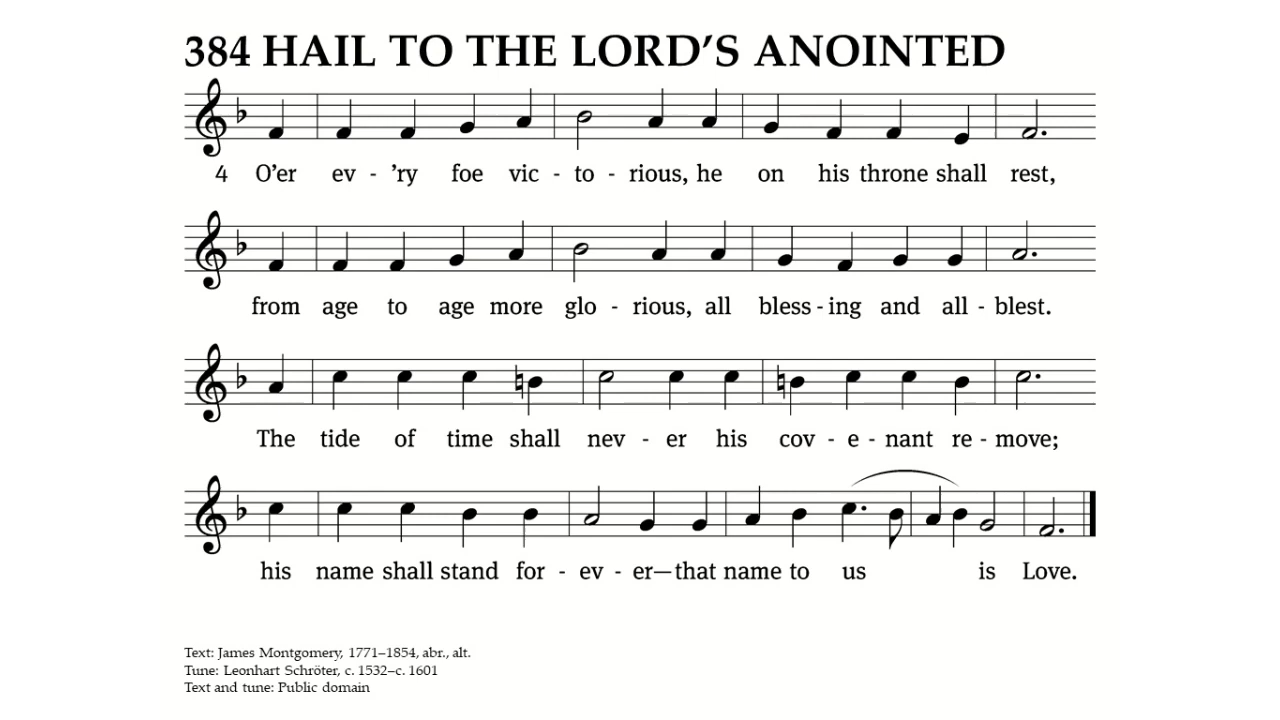 384 HAIL TO THE LORD’S ANOINTED
4 O’er ev - ’ry foe vic - to - rious, he on his throne shall rest,
from age to age more glo - rious, all bless - ing and all - blest.
The tide of time shall nev - er his cov - e - nant re - move;
his name shall stand for - ev - er—that name to us is Love.
Text: James Montgomery, 1771–1854, abr., alt.
Tune: Leonhart Schröter, c. 1532–c. 1601
Text and tune: Public domain